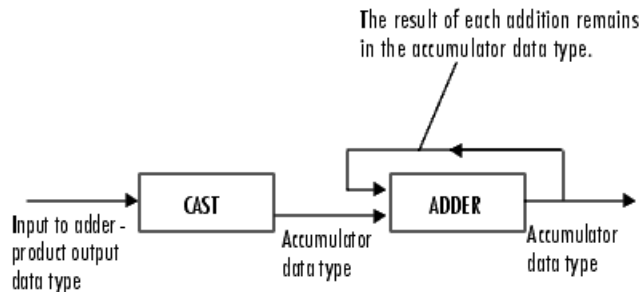 The result of each addition remains
in the accumulator data type.
CAST
ADDER
Input to adder -
product output
data type
Accumulator
data type
Accumulator
data type